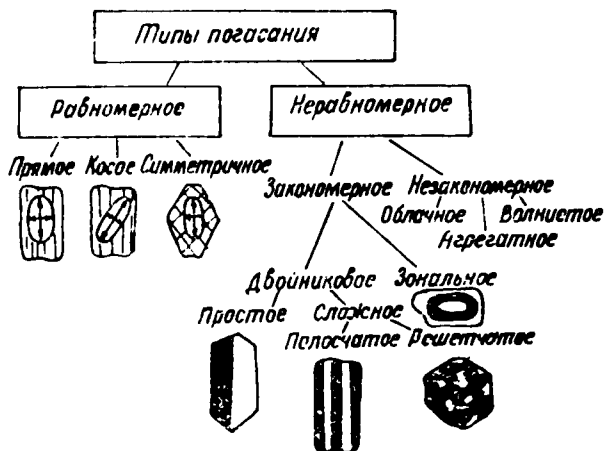 Типы погасания
Равномерное Неравномерное
Прямое Косое Симметричное
Закономерное Незакономерное
Облачное Волнистое
Агрегатное
Двойниковое Зональное
Простое Сложное
Полосчатое Решетчатое